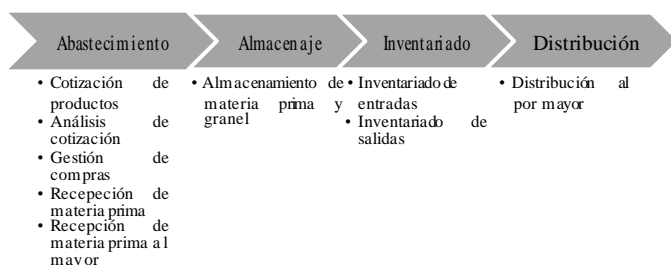 Abastecimiento
Almacenaje
Inventariado
Distribución
• Cotización de
productos
• Análisis de
cotización
• Gestión de
compras
• Recepeción de
materia prima
• Recepción de
materia prima al
mayor
• Almacenamiento de
materia prima y
granel
• Inventariado de
entradas
• Inventariado de
salidas
• Distribución al
por mayor